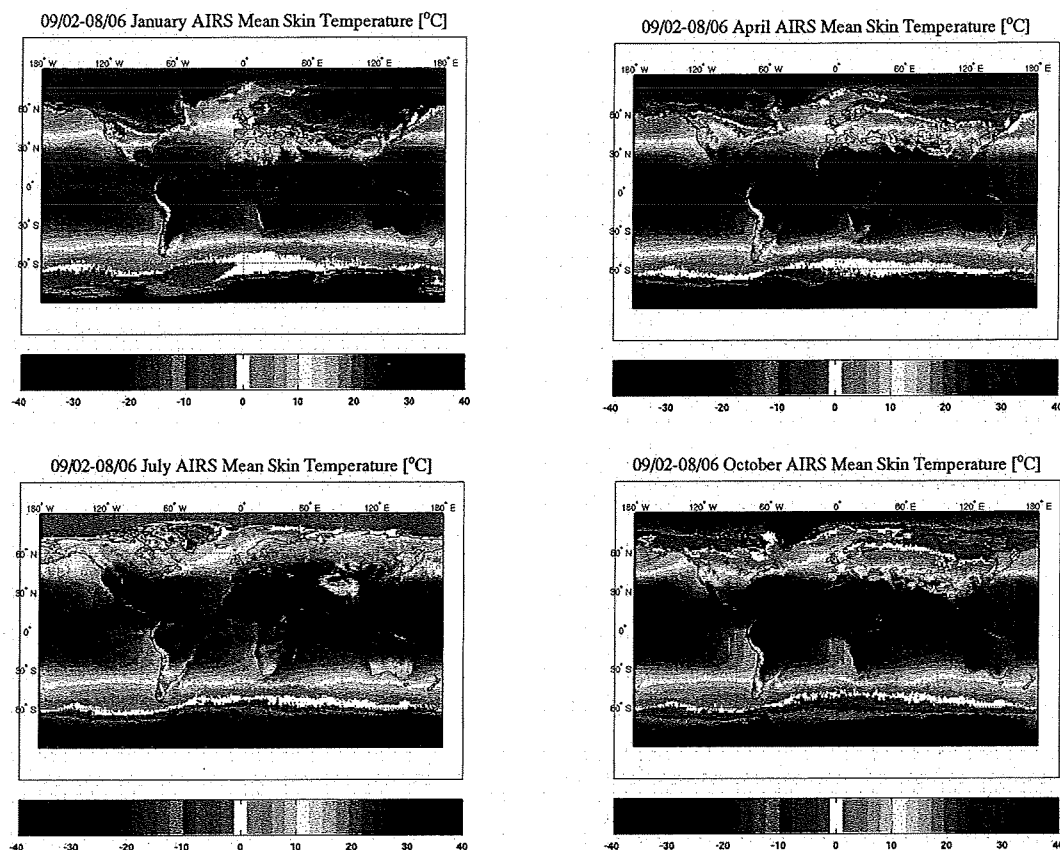 09/02-08/06 January AIRS Mean Skin Temperature [°C]
180° W 120° W 60° W 0° 60° E 120° E 180° E
60° N
30° N
0°
30° S
60° S
-40 -30 -20 -10 0 10 20 30 40
09/02-08/06 April AIRS Mean Skin Temperature [°C]
180° W 120° W 60° W 0° 60° E 120° E 180° E
60° N
30° N
0°
30° S
60° S
-40 -30 -20 -10 0 10 20 30 40
09/02-08/06 July AIRS Mean Skin Temperature [°C]
180° W 120° W 60° W 0° 60° E 120° E 180° E
60° N
30° N
0°
30° S
60° S
-40 -30 -20 -10 0 10 20 30 40
09/02-08/06 October AIRS Mean Skin Temperature [°C]
180° W 120° W 60° W 0° 60° E 120° E 180° E
60° N
30° N
0°
30° S
60° S
-40 -30 -20 -10 0 10 20 30 40